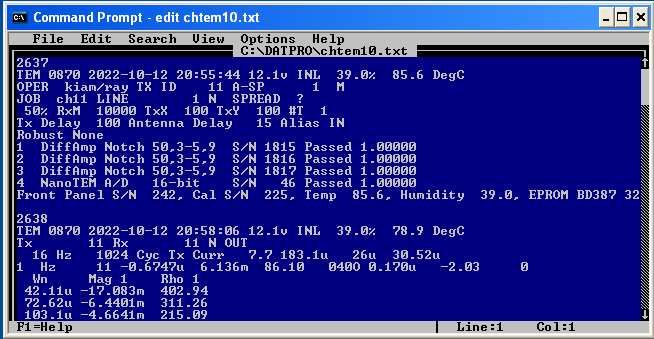 Command Prompt - edit chtem10.txt
File Edit Search View Options Help
C:\DATPRO\chtem10.txt
2637
TEM 0870 2022-10-12 20:55:44 12.1v INL  39.0%  85.6 DegC
OPER  kiam/ray TX ID    11 A-SP      1  M
JOB  ch11 LINE        1 N  SPREAD  ?
 50% RxM  10000 TxX  100 TxY  100 #T  1
Tx Delay  100 Antenna Delay   15 Alias IN
Robust None
1  DiffAmp Notch 50,3-5,9  S/N 1815 Passed 1.00000
2  DiffAmp Notch 50,3-5,9  S/N 1816 Passed 1.00000
3  DiffAmp Notch 50,3-5,9  S/N 1817 Passed 1.00000
4  NanoTEM A/D   16-bit    S/N   46 Passed 1.00000
Front Panel S/N  242, Cal S/N  225, Temp  85.6, Humidity  39.0, EPROM BD387 32
2638
TEM 0870 2022-10-12 20:58:06 12.1v INL  39.0%  78.9 DegC
Tx        11 Rx        11 N OUT
  16 Hz   1024 Cyc Tx Curr   7.7 183.1u   26u  30.52u
1  Hz     11 -0.6747u  6.136m  86.10   040O 0.170u   -2.03     0
  Wn     Mag 1    Rho 1
 42.11u -17.083m  402.94
 72.62u -6.4401m  311.26
 103.1u -4.6641m  215.09
F1=Help
Line:1    Col:1